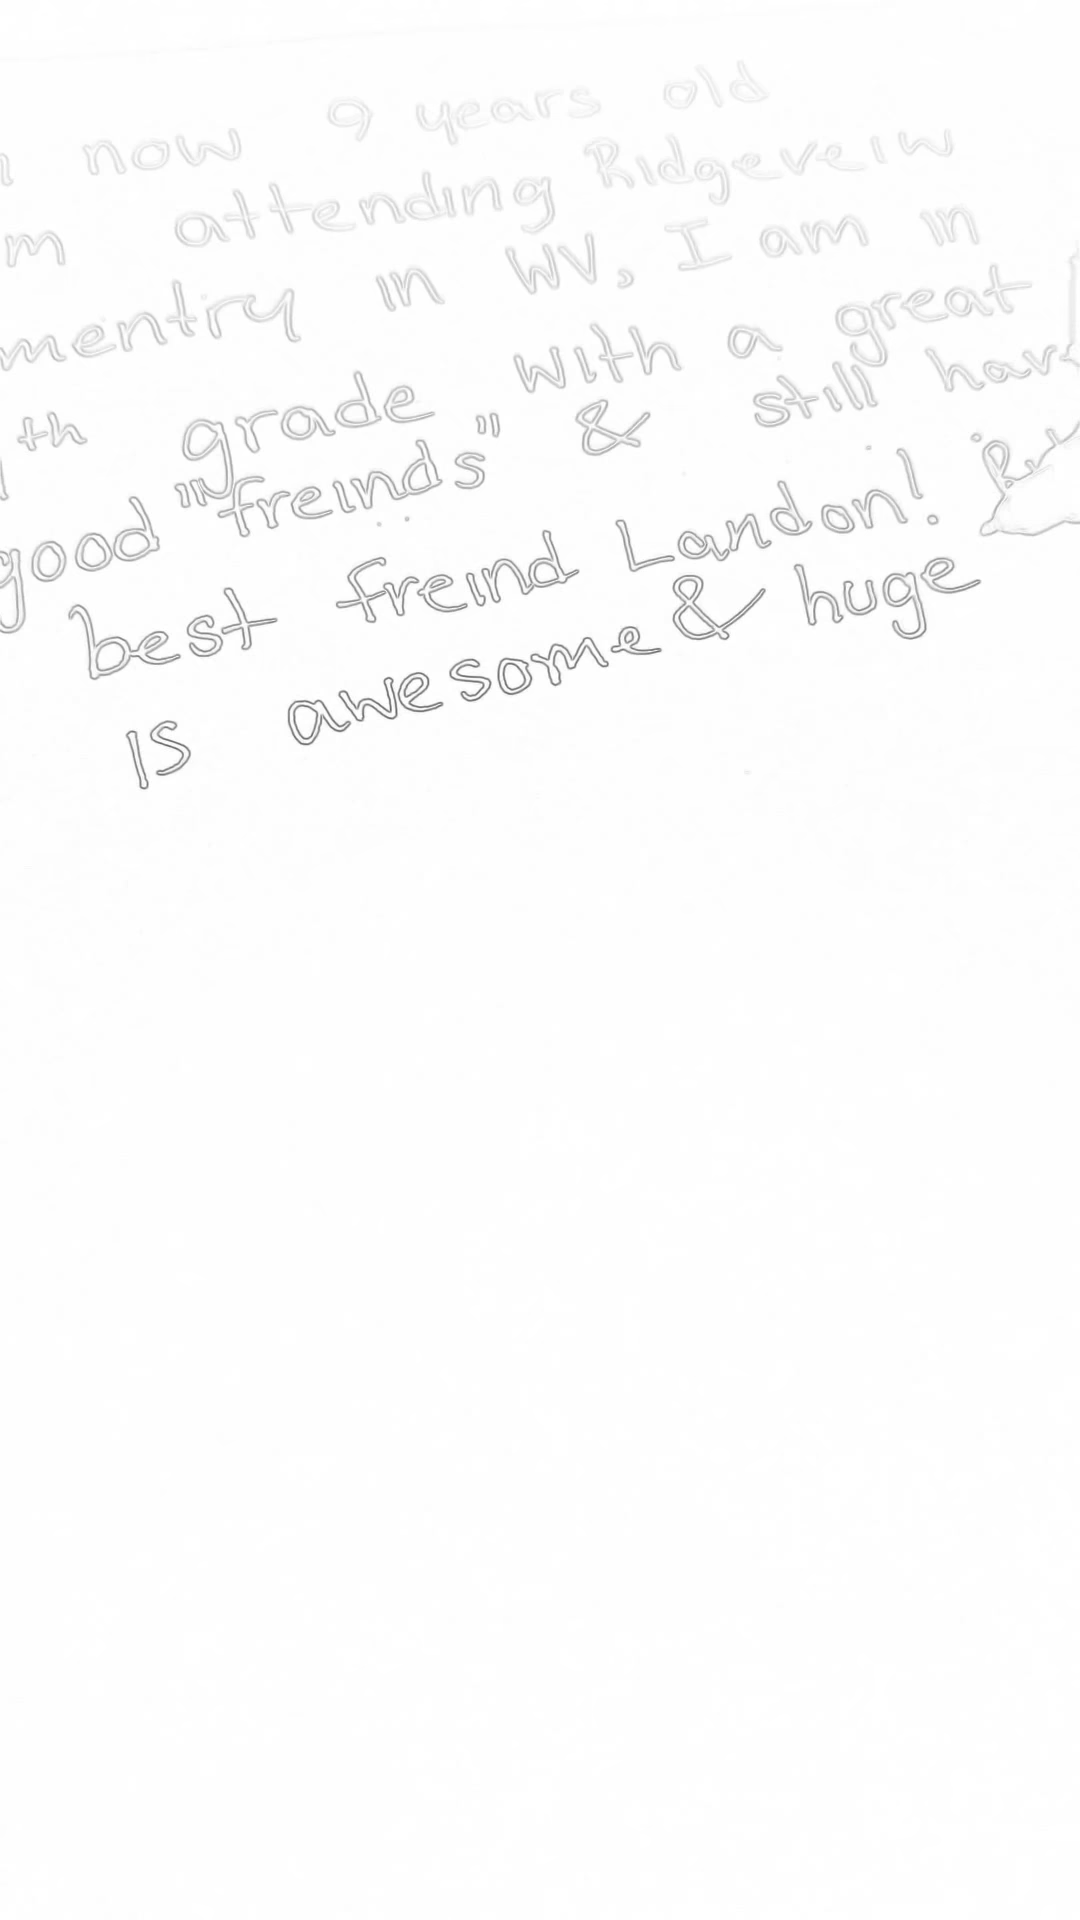 now 9 years old
m attending Ridgeveiw
mentry in WV, I am in
th grade with a great
good "freinds" & still hav
best freind Landon!
is awesome & huge